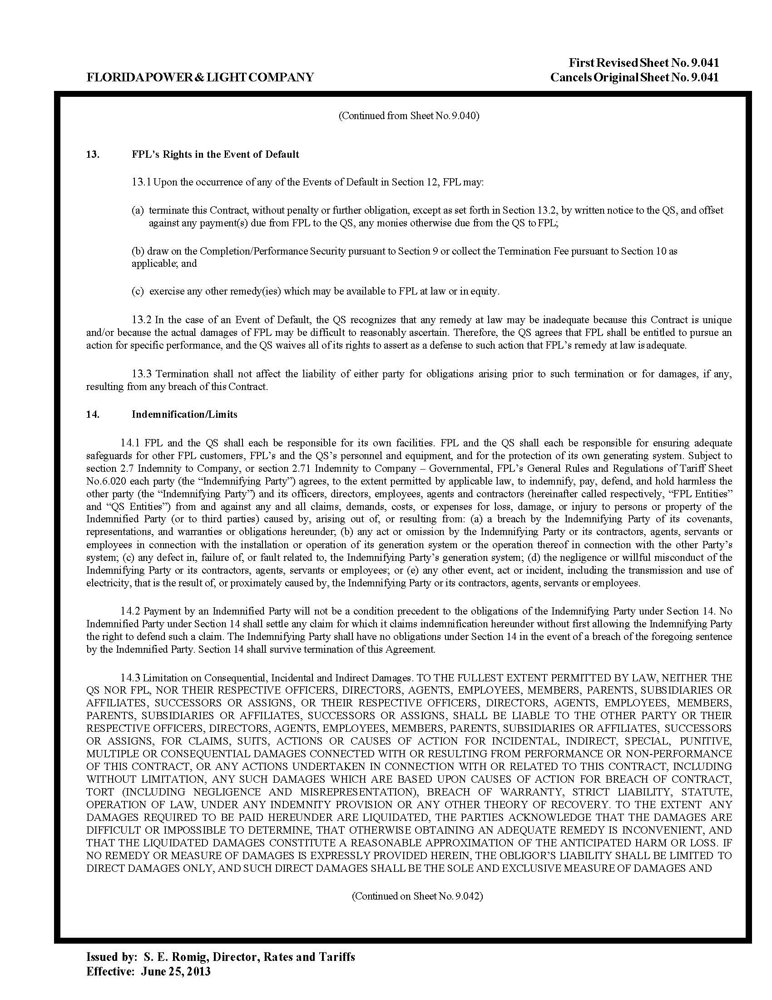 First Revised Sheet No. 9.041
FLORIDA POWER & LIGHT COMPANY
Cancels Original Sheet No. 9.041
(Continued from Sheet No. 9.040)
13. FPL’s Rights in the Event of Default
13.1 Upon the occurrence of any of the Events of Default in Section 12, FPL may:
(a) terminate this Contract, without penalty or further obligation, except as set forth in Section 13.2, by written notice to the QS, and offset
against any payment(s) due from FPL to the QS, any monies otherwise due from the QS to FPL;
(b) draw on the Completion/Performance Security pursuant to Section 9 or collect the Termination Fee pursuant to Section 10 as
applicable; and
(c) exercise any other remedy(ies) which may be available to FPL at law or in equity.
13.2 In the case of an Event of Default, the QS recognizes that any remedy at law may be inadequate because this Contract is unique
and/or because the actual damages of FPL may be difficult to reasonably ascertain. Therefore, the QS agrees that FPL shall be entitled to pursue an
action for specific performance, and the QS waives all of its rights to assert as a defense to such action that FPL’s remedy at law is adequate.
13.3 Termination shall not affect the liability of either party for obligations arising prior to such termination or for damages, if any,
resulting from any breach of this Contract.
14. Indemnification/Limits
14.1 FPL and the QS shall each be responsible for its own facilities. FPL and the QS shall each be responsible for ensuring adequate
safeguards for other FPL customers, FPL’s and the QS’s personnel and equipment, and for the protection of its own generating system. Subject to
section 2.7 Indemnity to Company, or section 2.71 Indemnity to Company – Governmental, FPL’s General Rules and Regulations of Tariff Sheet
No.6.020 each party (the “Indemnifying Party”) agrees, to the extent permitted by applicable law, to indemnify, pay, defend, and hold harmless the
other party (the “Indemnifying Party”) and its officers, directors, employees, agents and contractors (hereinafter called respectively, “FPL Entities”
and “QS Entities”) from and against any and all claims, demands, costs, or expenses for loss, damage, or injury to persons or property of the
Indemnified Party (or to third parties) caused by, arising out of, or resulting from: (a) a breach by the Indemnifying Party of its covenants,
representations, and warranties or obligations hereunder; (b) any act or omission by the Indemnifying Party or its contractors, agents, servants or
employees in connection with the installation or operation of its generation system or the operation thereof in connection with the other Party’s
system; (c) any defect in, failure of, or fault related to, the Indemnifying Party’s generation system; (d) the negligence or willful misconduct of the
Indemnifying Party or its contractors, agents, servants or employees; or (e) any other event, act or incident, including the transmission and use of
electricity, that is the result of, or proximately caused by, the Indemnifying Party or its contractors, agents, servants or employees.
14.2 Payment by an Indemnified Party will not be a condition precedent to the obligations of the Indemnifying Party under Section 14. No
Indemnified Party under Section 14 shall settle any claim for which it claims indemnification hereunder without first allowing the Indemnifying Party
the right to defend such a claim. The Indemnifying Party shall have no obligations under Section 14 in the event of a breach of the foregoing sentence
by the Indemnified Party. Section 14 shall survive termination of this Agreement.
14.3 Limitation on Consequential, Incidental and Indirect Damages. TO THE FULLEST EXTENT PERMITTED BY LAW, NEITHER THE
QS NOR FPL, NOR THEIR RESPECTIVE OFFICERS, DIRECTORS, AGENTS, EMPLOYEES, MEMBERS, PARENTS, SUBSIDIARIES OR
AFFILIATES, SUCCESSORS OR ASSIGNS, OR THEIR RESPECTIVE OFFICERS, DIRECTORS, AGENTS, EMPLOYEES, MEMBERS,
PARENTS, SUBSIDIARIES OR AFFILIATES, SUCCESSORS OR ASSIGNS, SHALL BE LIABLE TO THE OTHER PARTY OR THEIR
RESPECTIVE OFFICERS, DIRECTORS, AGENTS, EMPLOYEES, MEMBERS, PARENTS, SUBSIDIARIES OR AFFILIATES, SUCCESSORS
OR ASSIGNS, FOR CLAIMS, SUITS, ACTIONS OR CAUSES OF ACTION FOR INCIDENTAL, INDIRECT, SPECIAL, PUNITIVE,
MULTIPLE OR CONSEQUENTIAL DAMAGES CONNECTED WITH OR RESULTING FROM PERFORMANCE OR NON-PERFORMANCE
OF THIS CONTRACT, OR ANY ACTIONS UNDERTAKEN IN CONNECTION WITH OR RELATED TO THIS CONTRACT, INCLUDING
WITHOUT LIMITATION, ANY SUCH DAMAGES WHICH ARE BASED UPON CAUSES OF ACTION FOR BREACH OF CONTRACT,
TORT (INCLUDING NEGLIGENCE AND MISREPRESENTATION), BREACH OF WARRANTY, STRICT LIABILITY, STATUTE,
OPERATION OF LAW, UNDER ANY INDEMNITY PROVISION OR ANY OTHER THEORY OF RECOVERY. TO THE EXTENT ANY
DAMAGES REQUIRED TO BE PAID HEREUNDER ARE LIQUIDATED, THE PARTIES ACKNOWLEDGE THAT THE DAMAGES ARE
DIFFICULT OR IMPOSSIBLE TO DETERMINE, THAT OTHERWISE OBTAINING AN ADEQUATE REMEDY IS INCONVENIENT, AND
THAT THE LIQUIDATED DAMAGES CONSTITUTE A REASONABLE APPROXIMATION OF THE ANTICIPATED HARM OR LOSS. IF
NO REMEDY OR MEASURE OF DAMAGES IS EXPRESSLY PROVIDED HEREIN, THE OBLIGOR’S LIABILITY SHALL BE LIMITED TO
DIRECT DAMAGES ONLY, AND SUCH DIRECT DAMAGES SHALL BE THE SOLE AND EXCLUSIVE MEASURE OF DAMAGES AND
(Continued on Sheet No. 9.042)
Issued by: S. E. Romig, Director, Rates and Tariffs
Effective: June 25, 2013